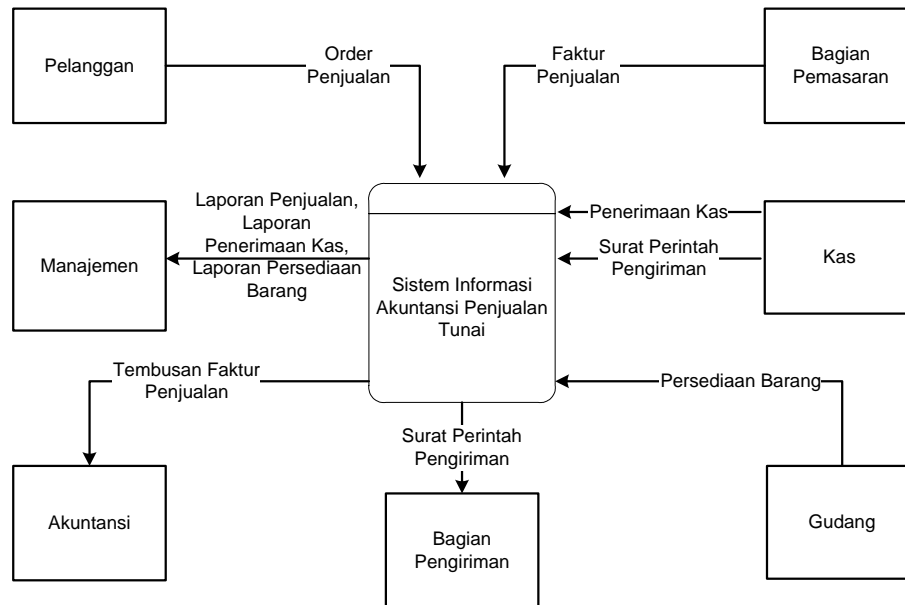 Pelanggan
Order
Penjualan
Faktur
Penjualan
Bagian
Pemasaran
Manajemen
Laporan Penjualan,
Laporan
Penerimaan Kas,
Laporan Persediaan
Barang
Sistem Informasi
Akuntansi Penjualan
Tunai
Penerimaan Kas
Surat Perintah
Pengiriman
Kas
Tembusan Faktur
Penjualan
Persediaan Barang
Akuntansi
Surat Perintah
Pengiriman
Bagian
Pengiriman
Gudang